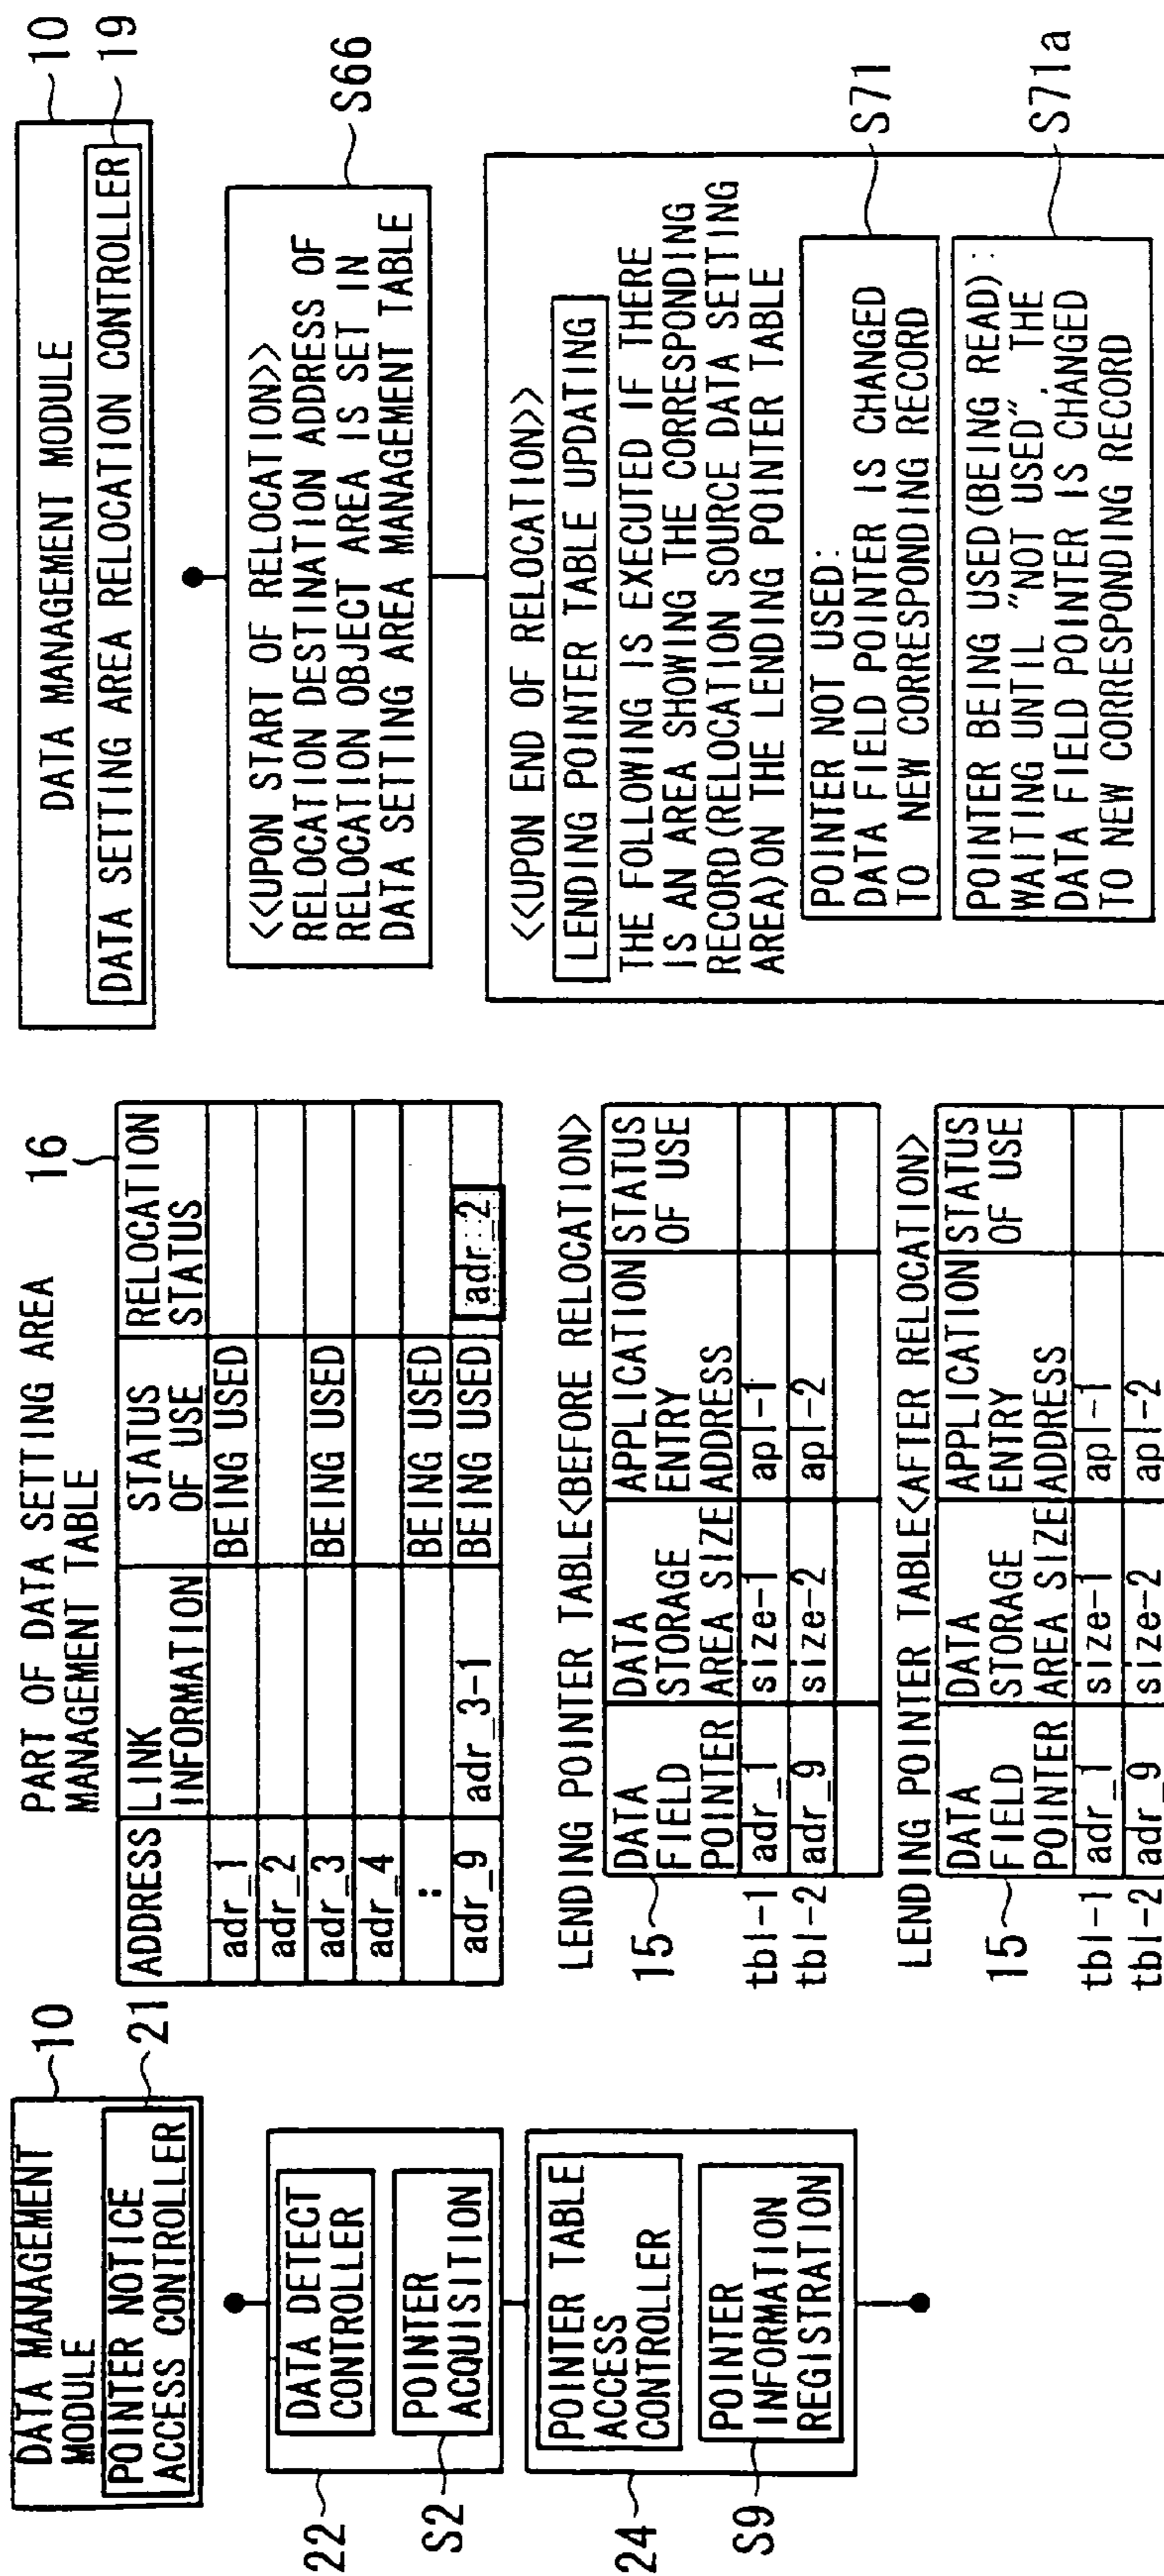 DATA MANAGEMENT
MODULE
10
POINTER NOTICE
ACCESS CONTROLLER
21
22
DATA DETECT
CONTROLLER
S2
POINTER
ACQUISITION
24
POINTER TABLE
ACCESS
CONTROLLER
S9
POINTER
INFORMATION
REGISTRATION
PART OF DATA SETTING AREA
MANAGEMENT TABLE
16
ADDRESS LINK INFORMATION STATUS OF USE RELOCATION STATUS
adr_1 BEING USED
adr_2
adr_3 BEING USED
adr_4
: BEING USED
adr_9 adr_3-1 BEING USED adr_2
LENDING POINTER TABLE<BEFORE RELOCATION>
15
DATA FIELD POINTER DATA STORAGE AREA SIZE APPLICATION ENTRY ADDRESS STATUS OF USE
tbl-1 adr_1 size-1 apl-1
tbl-2 adr_9 size-2 apl-2
LENDING POINTER TABLE<AFTER RELOCATION>
15
DATA FIELD POINTER DATA STORAGE AREA SIZE APPLICATION ENTRY ADDRESS STATUS OF USE
tbl-1 adr_1 size-1 apl-1
tbl-2 adr_9 size-2 apl-2
DATA MANAGEMENT MODULE
10
DATA SETTING AREA RELOCATION CONTROLLER
19
<<UPON START OF RELOCATION>>
RELOCATION DESTINATION ADDRESS OF
RELOCATION OBJECT AREA IS SET IN
DATA SETTING AREA MANAGEMENT TABLE
S66
<<UPON END OF RELOCATION>>
LENDING POINTER TABLE UPDATING
THE FOLLOWING IS EXECUTED IF THERE
IS AN AREA SHOWING THE CORRESPONDING
RECORD(RELOCATION SOURCE DATA SETTING
AREA)ON THE LENDING POINTER TABLE
POINTER NOT USED:
DATA FIELD POINTER IS CHANGED
TO NEW CORRESPONDING RECORD
S71
POINTER BEING USED(BEING READ):
WAITING UNTIL "NOT USED", THE
DATA FIELD POINTER IS CHANGED
TO NEW CORRESPONDING RECORD
S71a